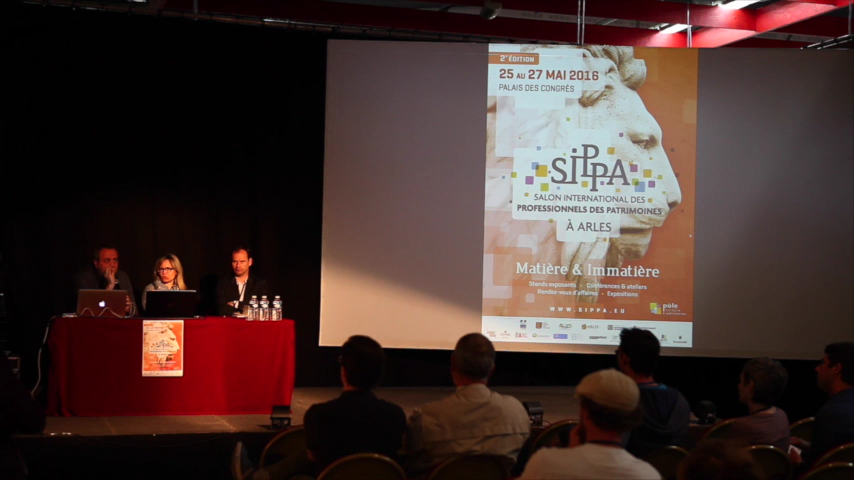 2e ÉDITION
25 AU 27 MAI 2016
PALAIS DES CONGRÈS
SIPPA
SALON INTERNATIONAL DES
PROFESSIONNELS DES PATRIMOINES
À ARLES
Matière & Immatière
Stands exposants · Conférences & ateliers
Rendez-vous d'affaires · Expositions
WWW.SIPPA.EU
pôle